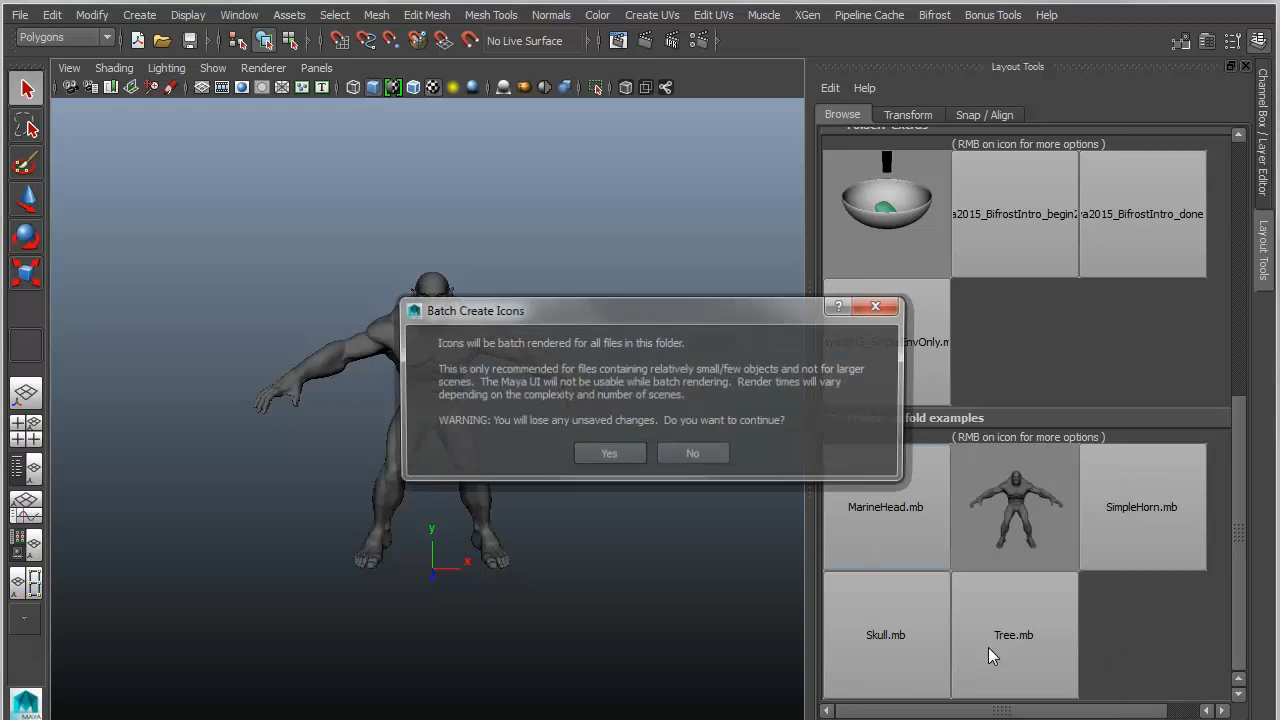 File Edit Modify Create Display Window Assets Select Mesh Edit Mesh Mesh Tools Normals Color Create UVs Edit UVs Muscle XGen Pipeline Cache Bifrost Bonus Tools Help
Polygons
No Live Surface
View Shading Lighting Show Renderer Panels
Layout Tools
Edit Help
Browse Transform Snap / Align
( RMB on icon for more options )
a2015_BifrostIntro_begin2
a2015_BifrostIntro_done
Batch Create Icons
?
Icons will be batch rendered for all files in this folder.
This is only recommended for files containing relatively small/few objects and not for larger
scenes. The Maya UI will not be usable while batch rendering. Render times will vary
depending on the complexity and number of scenes.
WARNING: You will lose any unsaved changes. Do you want to continue?
Yes No
( RMB on icon for more options )
MarineHead.mb
SimpleHorn.mb
Skull.mb
Tree.mb
y
x
MAYA
Channel Box / Layer Editor
Layout Tools